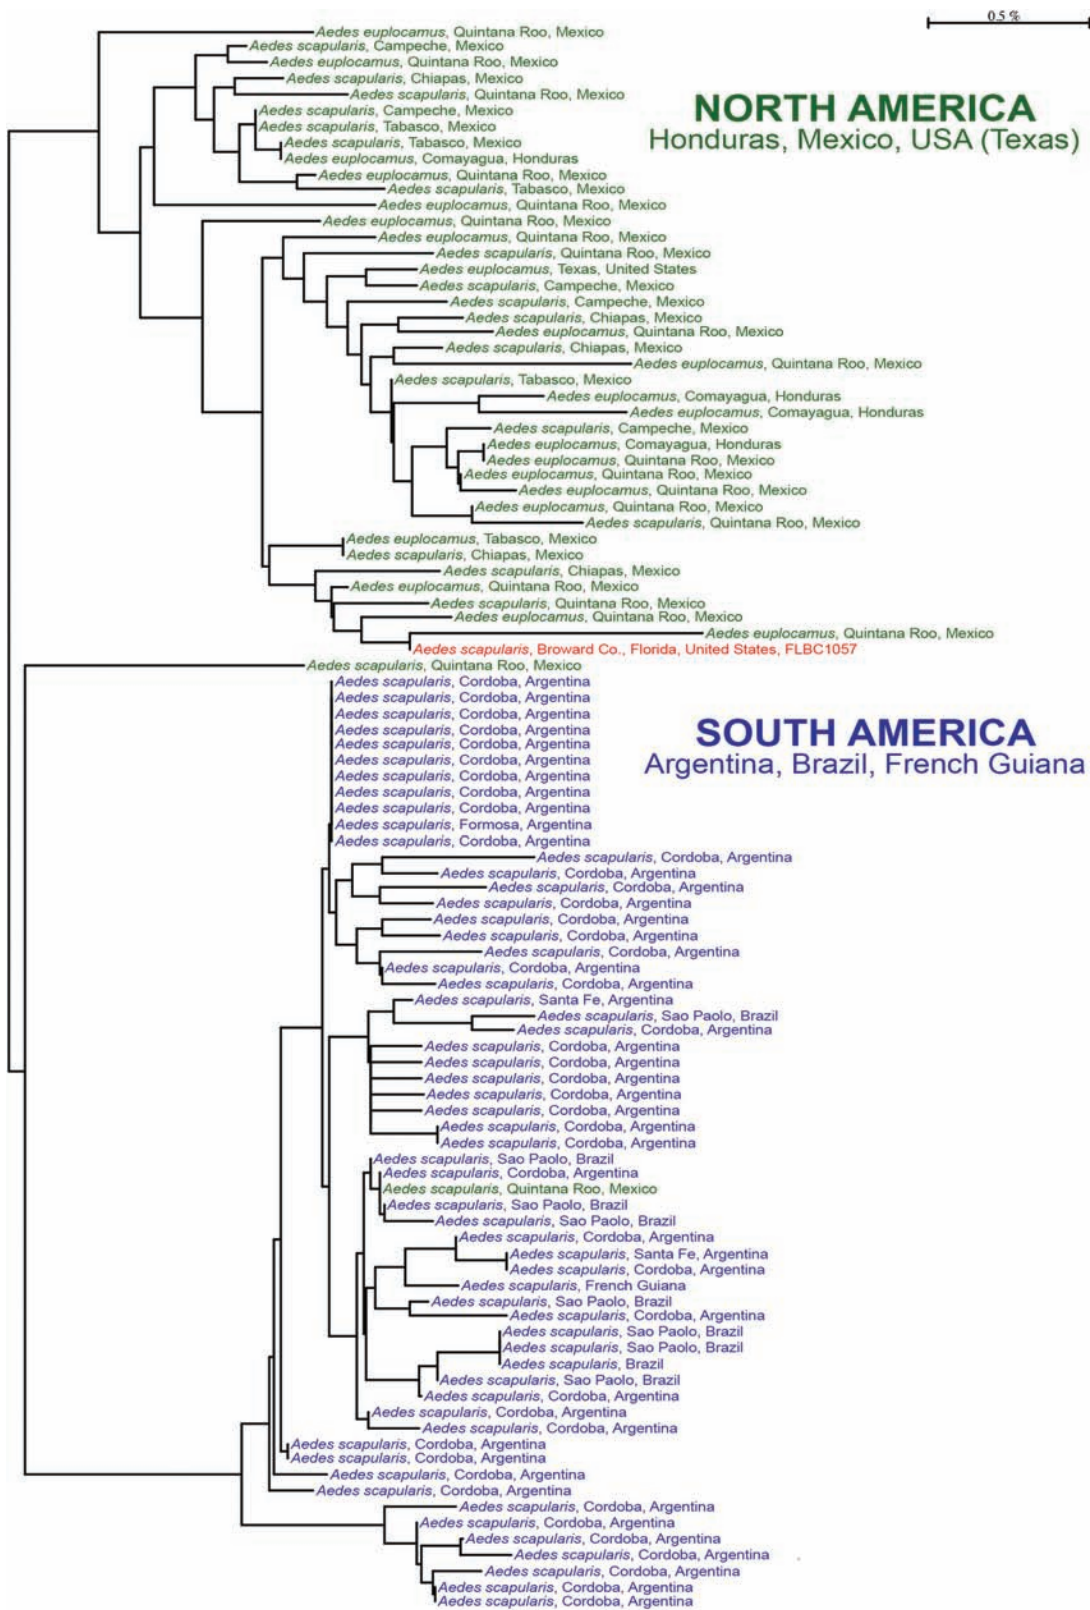 0.5 %
Aedes euplocamus, Quintana Roo, Mexico
Aedes scapularis, Campeche, Mexico
Aedes euplocamus, Quintana Roo, Mexico
Aedes scapularis, Chiapas, Mexico
Aedes scapularis, Quintana Roo, Mexico
Aedes scapularis, Campeche, Mexico
Aedes scapularis, Tabasco, Mexico
Aedes scapularis, Tabasco, Mexico
Aedes euplocamus, Comayagua, Honduras
Aedes euplocamus, Quintana Roo, Mexico
Aedes scapularis, Tabasco, Mexico
Aedes euplocamus, Quintana Roo, Mexico
Aedes euplocamus, Quintana Roo, Mexico
Aedes euplocamus, Quintana Roo, Mexico
Aedes scapularis, Quintana Roo, Mexico
Aedes euplocamus, Texas, United States
Aedes scapularis, Campeche, Mexico
Aedes scapularis, Campeche, Mexico
Aedes scapularis, Chiapas, Mexico
Aedes euplocamus, Quintana Roo, Mexico
Aedes scapularis, Chiapas, Mexico
Aedes euplocamus, Quintana Roo, Mexico
Aedes scapularis, Tabasco, Mexico
Aedes euplocamus, Comayagua, Honduras
Aedes euplocamus, Comayagua, Honduras
Aedes scapularis, Campeche, Mexico
Aedes euplocamus, Comayagua, Honduras
Aedes euplocamus, Quintana Roo, Mexico
Aedes euplocamus, Quintana Roo, Mexico
Aedes euplocamus, Quintana Roo, Mexico
Aedes euplocamus, Quintana Roo, Mexico
Aedes scapularis, Quintana Roo, Mexico
Aedes euplocamus, Tabasco, Mexico
Aedes scapularis, Chiapas, Mexico
Aedes scapularis, Chiapas, Mexico
Aedes euplocamus, Quintana Roo, Mexico
Aedes scapularis, Quintana Roo, Mexico
Aedes euplocamus, Quintana Roo, Mexico
Aedes euplocamus, Quintana Roo, Mexico
Aedes scapularis, Broward Co., Florida, United States, FLBC1057
NORTH AMERICA
Honduras, Mexico, USA (Texas)
Aedes scapularis, Quintana Roo, Mexico
Aedes scapularis, Cordoba, Argentina
Aedes scapularis, Cordoba, Argentina
Aedes scapularis, Cordoba, Argentina
Aedes scapularis, Cordoba, Argentina
Aedes scapularis, Cordoba, Argentina
Aedes scapularis, Cordoba, Argentina
Aedes scapularis, Cordoba, Argentina
Aedes scapularis, Cordoba, Argentina
Aedes scapularis, Cordoba, Argentina
Aedes scapularis, Formosa, Argentina
Aedes scapularis, Cordoba, Argentina
SOUTH AMERICA
Argentina, Brazil, French Guiana
Aedes scapularis, Cordoba, Argentina
Aedes scapularis, Cordoba, Argentina
Aedes scapularis, Cordoba, Argentina
Aedes scapularis, Cordoba, Argentina
Aedes scapularis, Cordoba, Argentina
Aedes scapularis, Cordoba, Argentina
Aedes scapularis, Cordoba, Argentina
Aedes scapularis, Cordoba, Argentina
Aedes scapularis, Cordoba, Argentina
Aedes scapularis, Santa Fe, Argentina
Aedes scapularis, Sao Paolo, Brazil
Aedes scapularis, Cordoba, Argentina
Aedes scapularis, Cordoba, Argentina
Aedes scapularis, Cordoba, Argentina
Aedes scapularis, Cordoba, Argentina
Aedes scapularis, Cordoba, Argentina
Aedes scapularis, Cordoba, Argentina
Aedes scapularis, Cordoba, Argentina
Aedes scapularis, Cordoba, Argentina
Aedes scapularis, Sao Paolo, Brazil
Aedes scapularis, Cordoba, Argentina
Aedes scapularis, Quintana Roo, Mexico
Aedes scapularis, Sao Paolo, Brazil
Aedes scapularis, Sao Paolo, Brazil
Aedes scapularis, Cordoba, Argentina
Aedes scapularis, Santa Fe, Argentina
Aedes scapularis, Cordoba, Argentina
Aedes scapularis, French Guiana
Aedes scapularis, Sao Paolo, Brazil
Aedes scapularis, Cordoba, Argentina
Aedes scapularis, Sao Paolo, Brazil
Aedes scapularis, Sao Paolo, Brazil
Aedes scapularis, Brazil
Aedes scapularis, Sao Paolo, Brazil
Aedes scapularis, Cordoba, Argentina
Aedes scapularis, Cordoba, Argentina
Aedes scapularis, Cordoba, Argentina
Aedes scapularis, Cordoba, Argentina
Aedes scapularis, Cordoba, Argentina
Aedes scapularis, Cordoba, Argentina
Aedes scapularis, Cordoba, Argentina
Aedes scapularis, Cordoba, Argentina
Aedes scapularis, Cordoba, Argentina
Aedes scapularis, Cordoba, Argentina
Aedes scapularis, Cordoba, Argentina
Aedes scapularis, Cordoba, Argentina
Aedes scapularis, Cordoba, Argentina
Aedes scapularis, Cordoba, Argentina